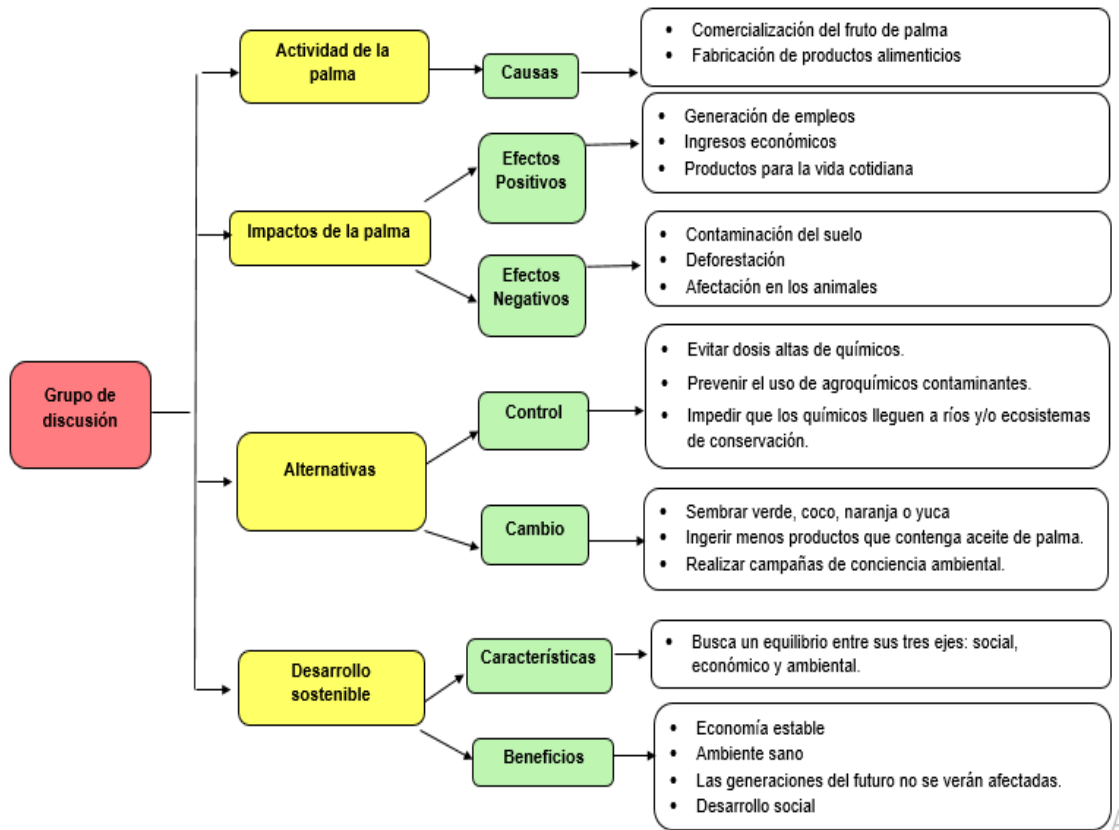 Grupo de
discusión
Actividad de la
palma
Causas
• Comercialización del fruto de palma
• Fabricación de productos alimenticios
Impactos de la palma
Efectos
Positivos
• Generación de empleos
• Ingresos económicos
• Productos para la vida cotidiana
Efectos
Negativos
• Contaminación del suelo
• Deforestación
• Afectación en los animales
Alternativas
Control
• Evitar dosis altas de químicos.
• Prevenir el uso de agroquímicos contaminantes.
• Impedir que los químicos lleguen a ríos y/o ecosistemas
de conservación.
Cambio
• Sembrar verde, coco, naranja o yuca
• Ingerir menos productos que contenga aceite de palma.
• Realizar campañas de conciencia ambiental.
Desarrollo
sostenible
Características
• Busca un equilibrio entre sus tres ejes: social,
económico y ambiental.
Beneficios
• Economía estable
• Ambiente sano
• Las generaciones del futuro no se verán afectadas.
• Desarrollo social